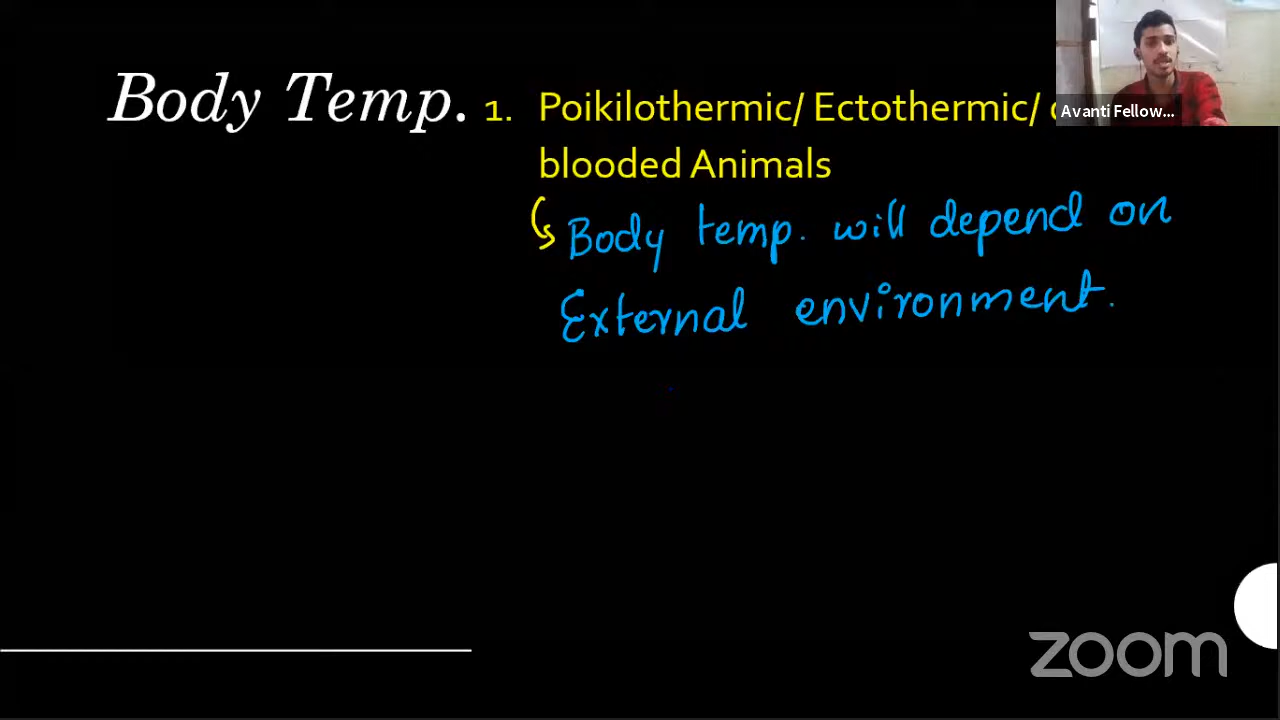 Body Temp.
1. Poikilothermic/ Ectothermic/
blooded Animals
Body temp. will depend on
External environment.
Avanti Fellow...
zoom